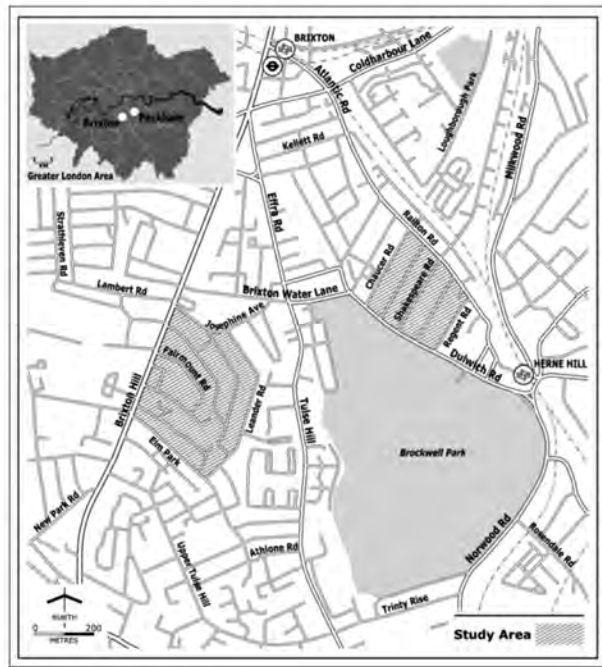 BRIXTON
Coldharbour Lane
Atlantic Rd
Loughborough Park
Milkwood Rd
Brixton
Peckham
Greater London Area
Kellett Rd
Effra Rd
Railton Rd
Strathleven Rd
Chaucer Rd
Shakespeare Rd
Lambert Rd
Brixton Water Lane
Josephine Ave
Regent Rd
Dulwich Rd
HERNE HILL
Fairmount Rd
Brixton Hill
Leander Rd
Tulse Hill
Elm Park
Brockwell Park
New Park Rd
Norwood Rd
Rosendale Rd
Upper Tulse Hill
Athlone Rd
Trinty Rise
NORTH
0 200
METRES
Study Area